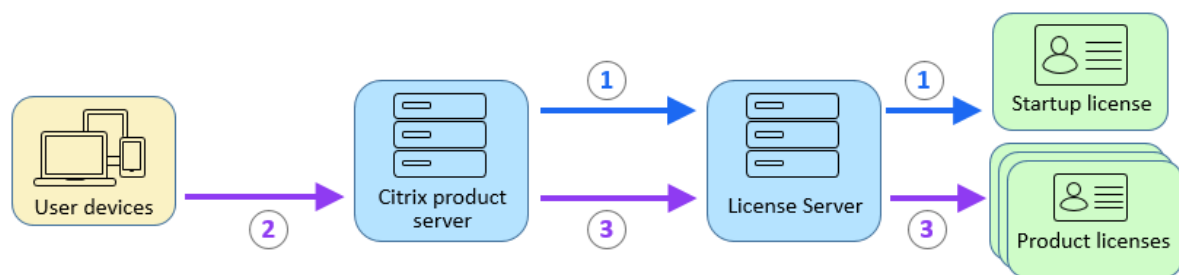 1
1
Startup license
User devices
2
Citrix product
server
3
License Server
3
Product licenses